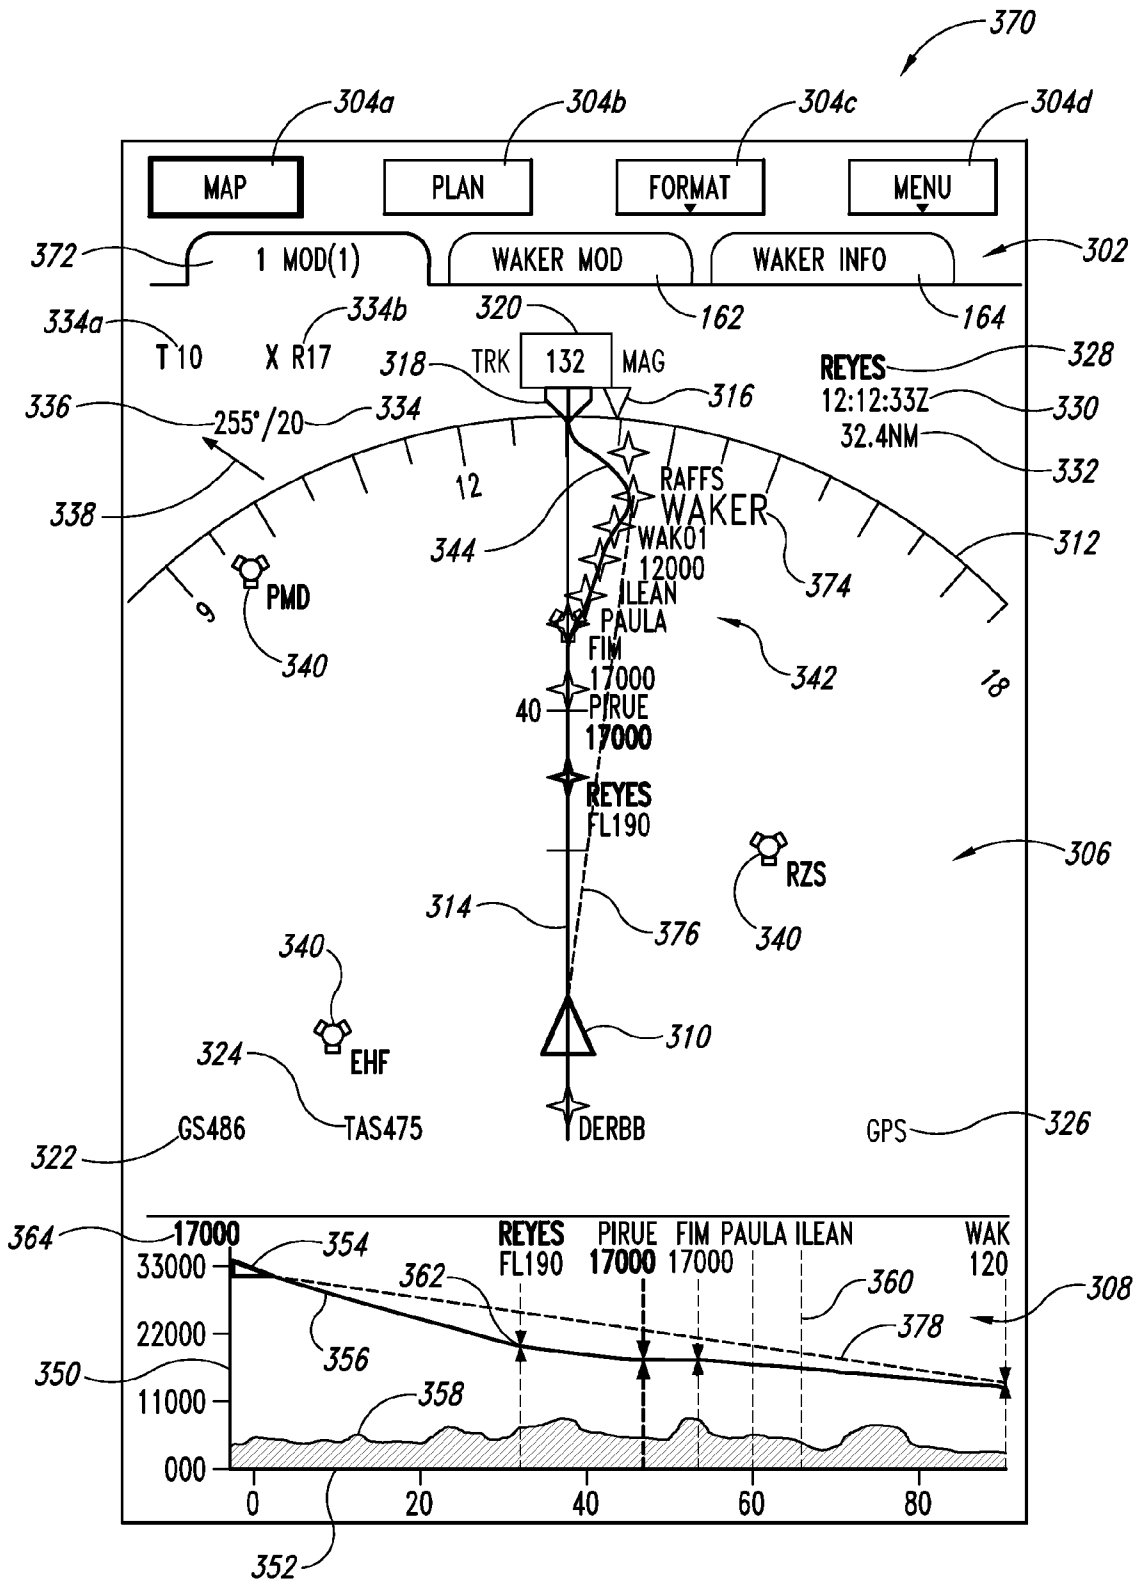 370
304a 304b 304c 304d
MAP PLAN FORMAT MENU
372 1 MOD(1) WAKER MOD WAKER INFO 302
334a 334b 320 162 164
T 10 X R17 318 TRK 132 MAG REYES 328
336 255°/20 334 316 12:12:33Z 330
32.4NM 332
12 RAFFS
338 WAKER
344 WAK01 312
12000 374
PMD ILEAN
9 PAULA
340 FIM 342
17000 18
40 PIRUE
17000
REYES
FL190
306
RZS
314 376 340
340
310
324 EHF
GS486 TAS475 DERBB GPS 326
322
364 17000 REYES PIRUE FIM PAULA ILEAN WAK
33000 354 362 FL190 17000 17000 120
360 308
22000 378
350 356
11000 358
000
0 20 40 60 80
352